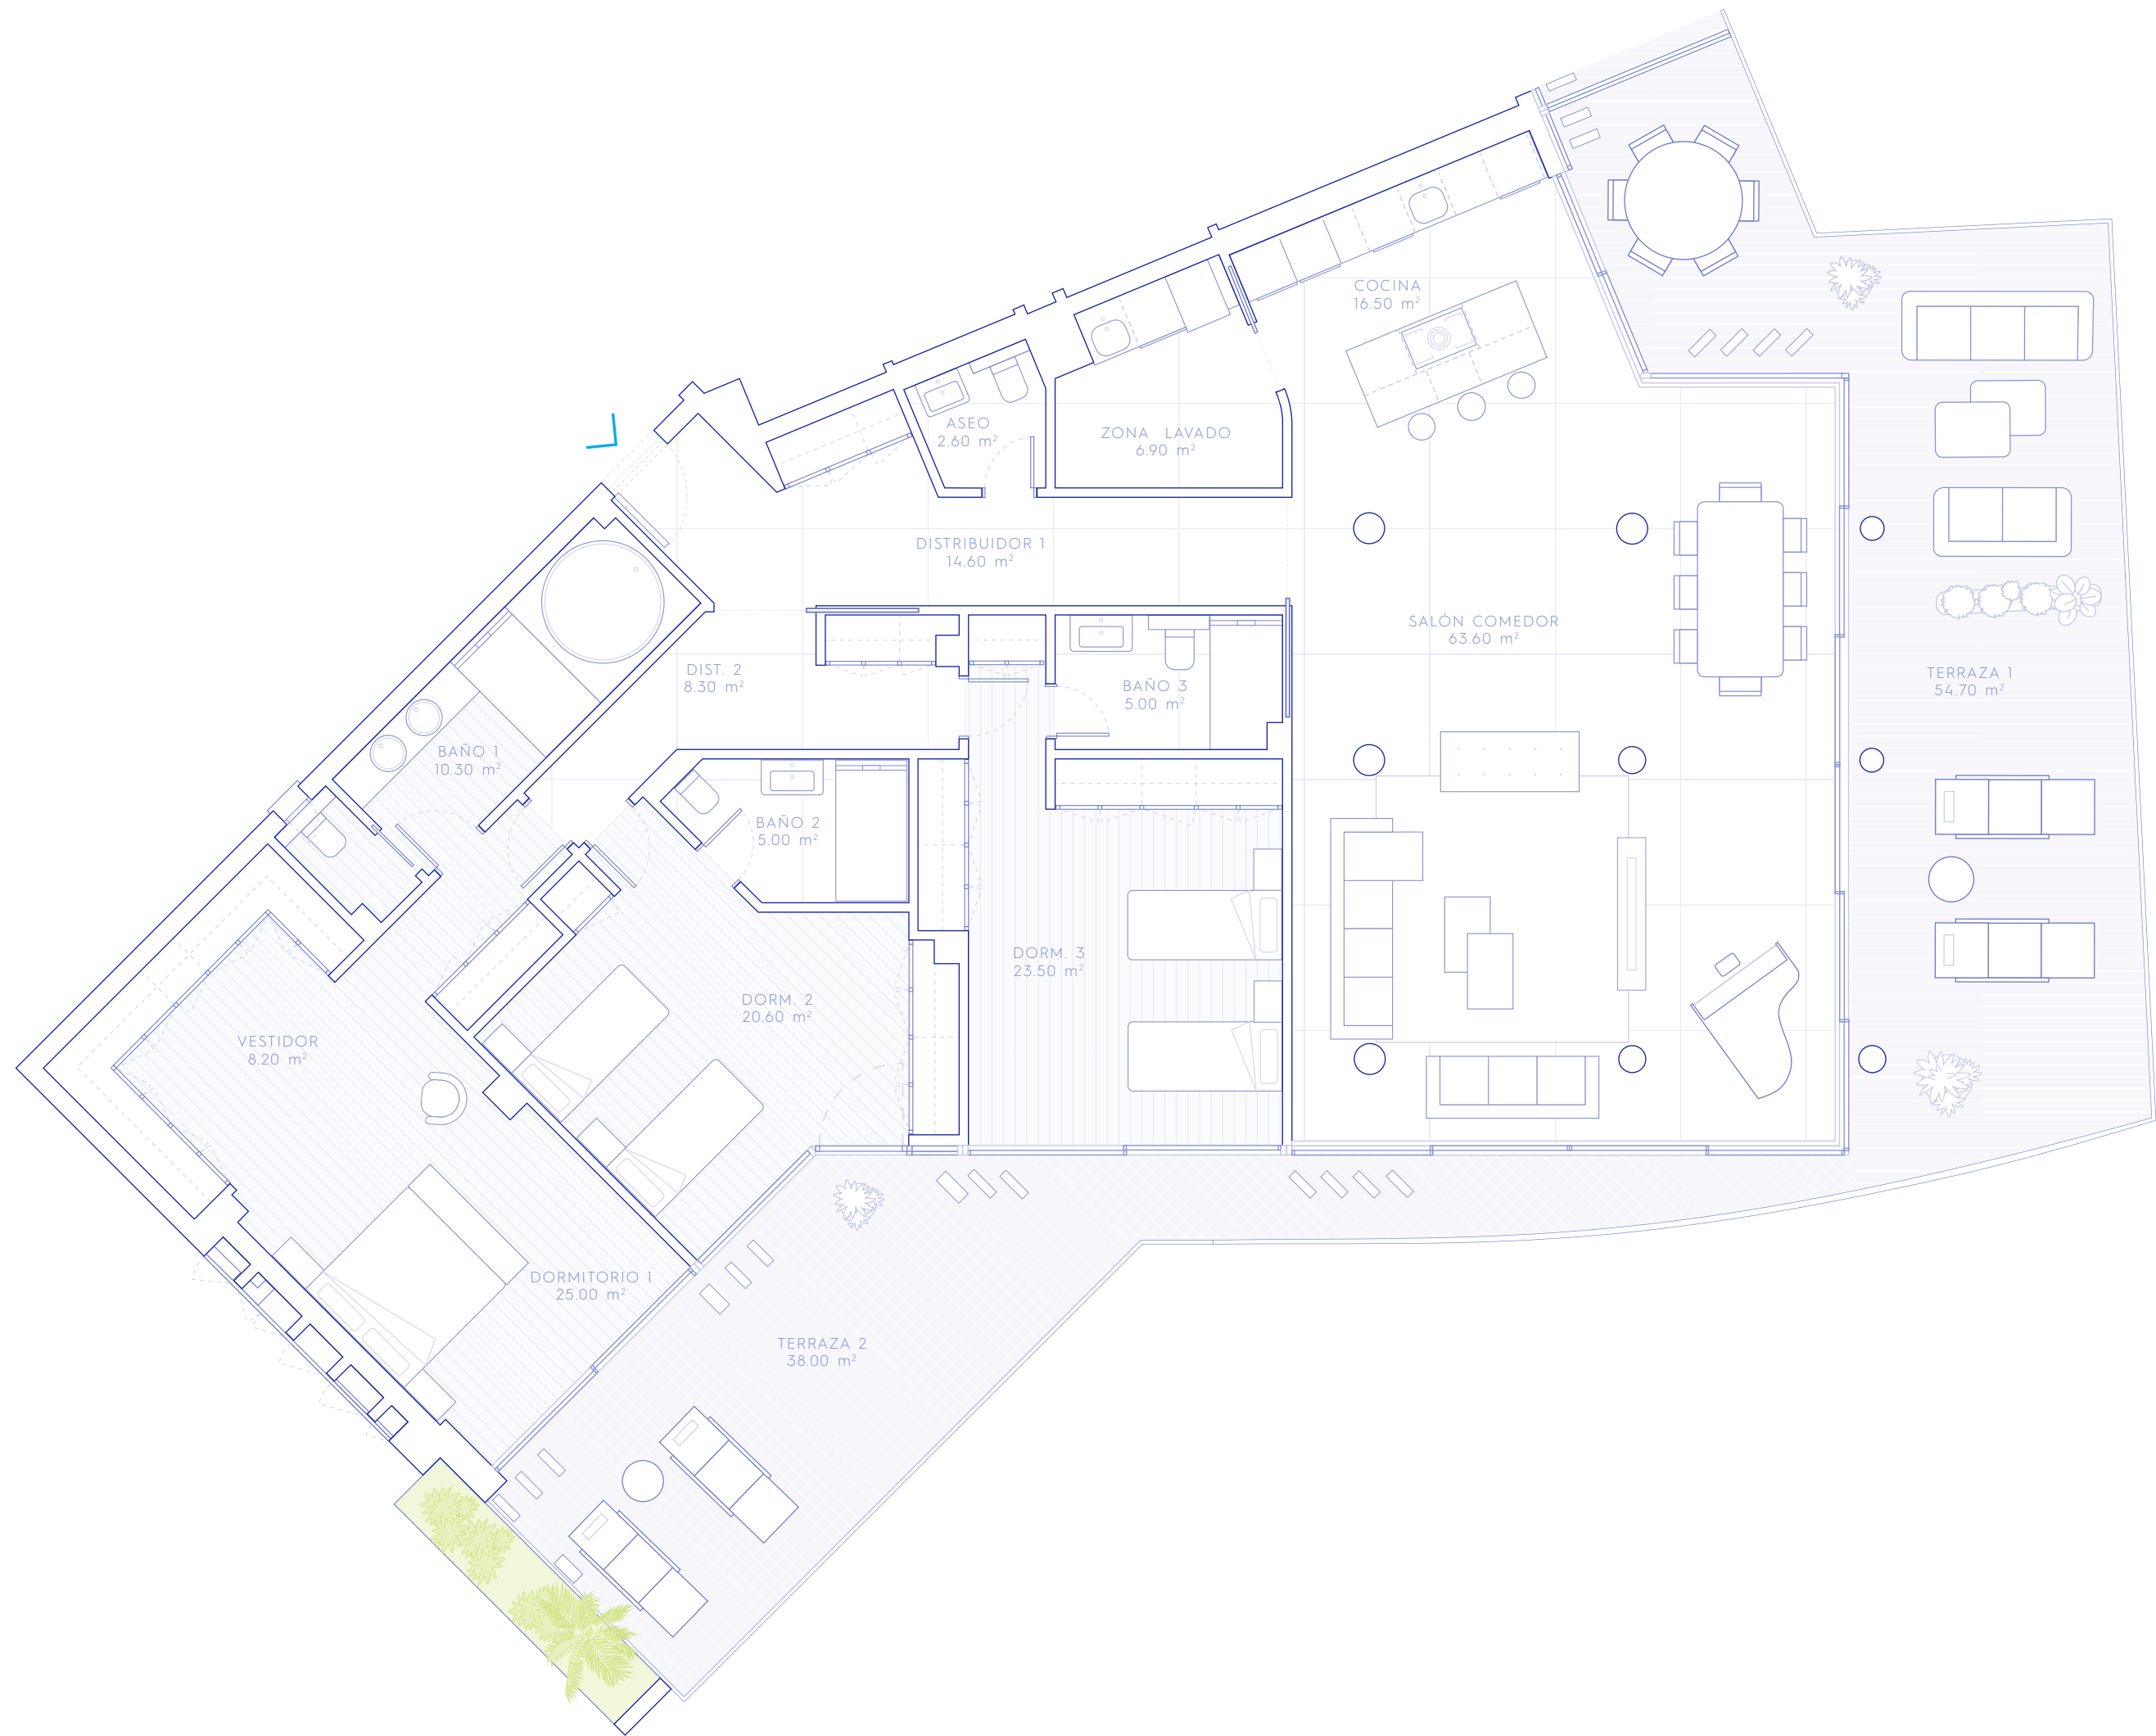 COCINA
16.50 m²
ASEO
2.60 m²
ZONA LAVADO
6.90 m²
DISTRIBUIDOR 1
14.60 m²
SALÓN COMEDOR
63.60 m²
TERRAZA 1
54.70 m²
DIST. 2
8.30 m²
BAÑO 3
5.00 m²
BAÑO 1
10.30 m²
BAÑO 2
5.00 m²
DORM. 3
23.50 m²
DORM. 2
20.60 m²
VESTIDOR
8.20 m²
DORMITORIO 1
25.00 m²
TERRAZA 2
38.00 m²